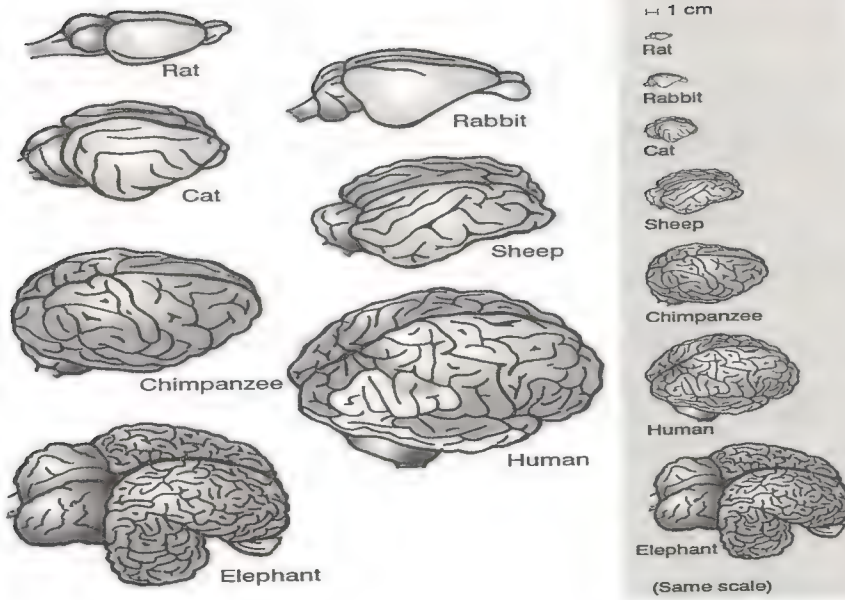 Rat
Rabbit
Cat
Sheep
Chimpanzee
Human
Elephant
1 cm
Rat
Rabbit
Cat
Sheep
Chimpanzee
Human
Elephant
(Same scale)